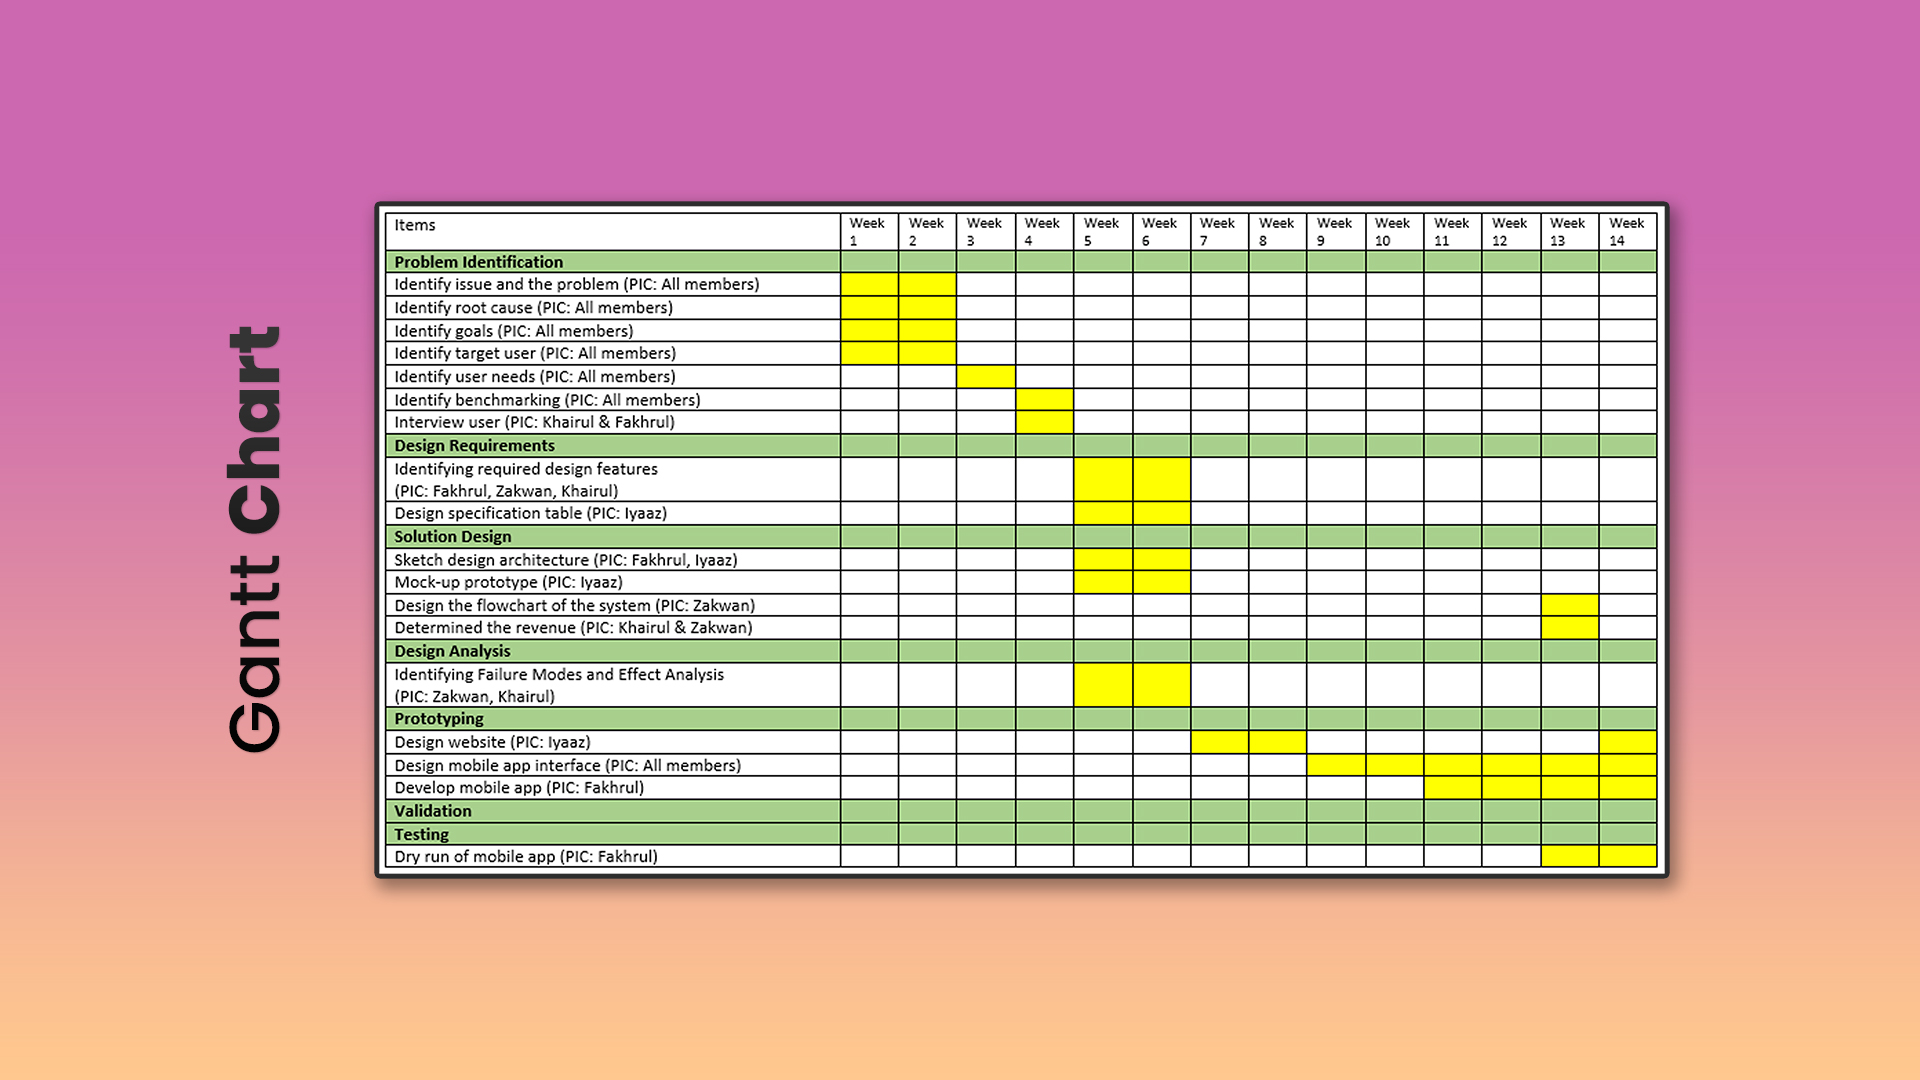 Gantt Chart
Items
Week 1
Week 2
Week 3
Week 4
Week 5
Week 6
Week 7
Week 8
Week 9
Week 10
Week 11
Week 12
Week 13
Week 14
Problem Identification
Identify issue and the problem (PIC: All members)
Identify root cause (PIC: All members)
Identify goals (PIC: All members)
Identify target user (PIC: All members)
Identify user needs (PIC: All members)
Identify benchmarking (PIC: All members)
Interview user (PIC: Khairul & Fakhrul)
Design Requirements
Identifying required design features
(PIC: Fakhrul, Zakwan, Khairul)
Design specification table (PIC: Iyaaz)
Solution Design
Sketch design architecture (PIC: Fakhrul, Iyaaz)
Mock-up prototype (PIC: Iyaaz)
Design the flowchart of the system (PIC: Zakwan)
Determined the revenue (PIC: Khairul & Zakwan)
Design Analysis
Identifying Failure Modes and Effect Analysis
(PIC: Zakwan, Khairul)
Prototyping
Design website (PIC: Iyaaz)
Design mobile app interface (PIC: All members)
Develop mobile app (PIC: Fakhrul)
Validation
Testing
Dry run of mobile app (PIC: Fakhrul)